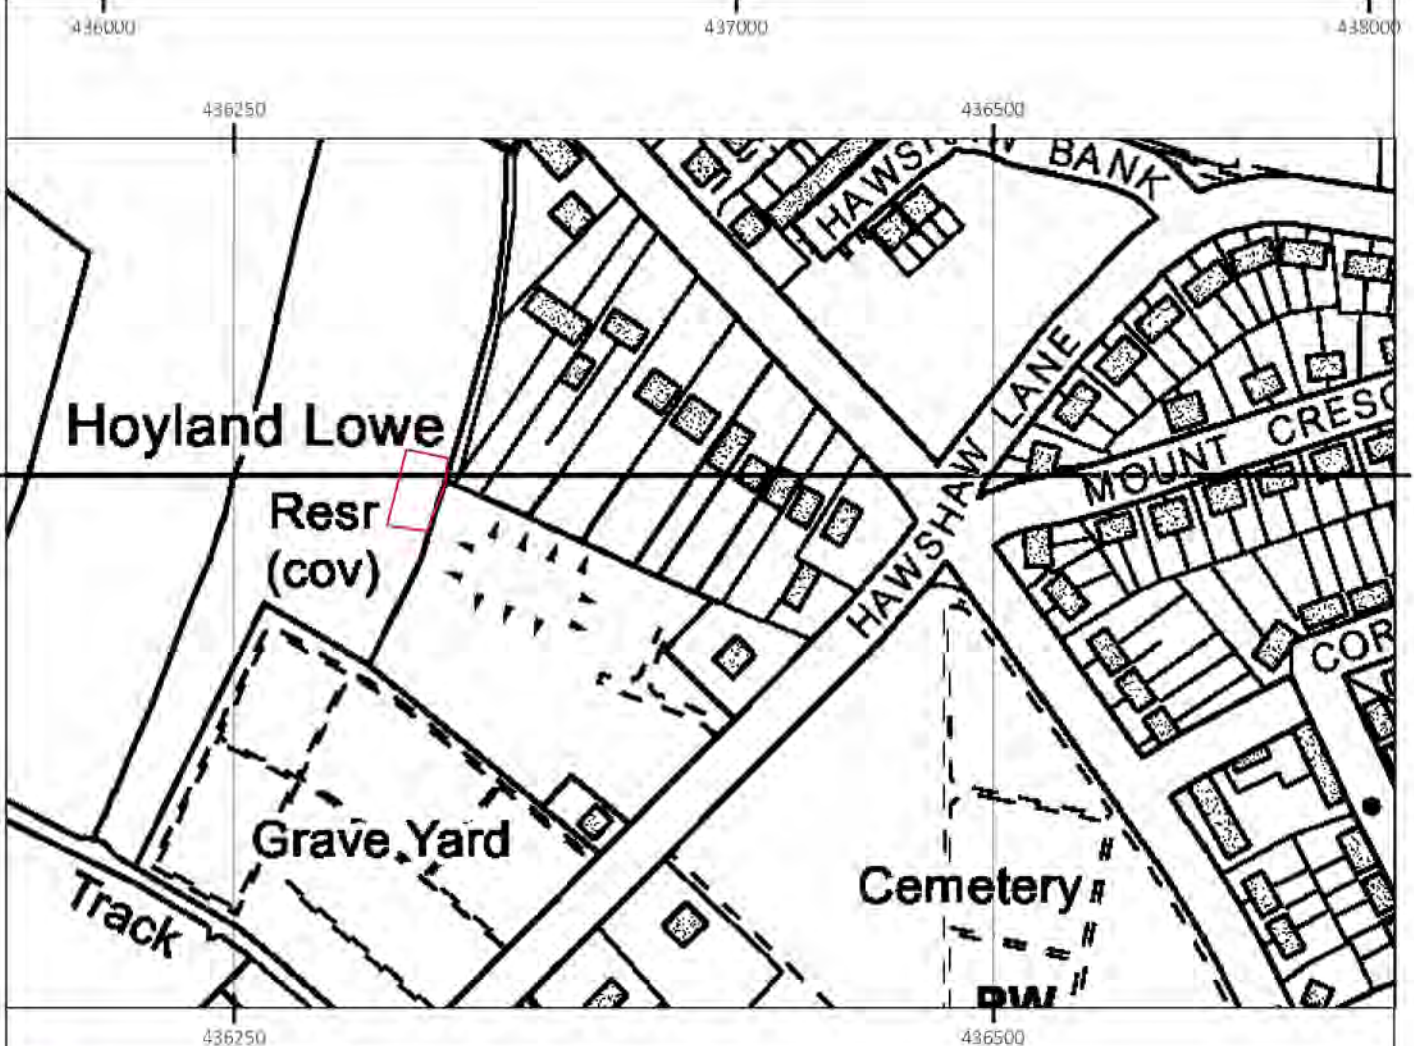 436000 437000 438000
436250 436500
HAWSHAW BANK
HAWSHAW LANE
Hoyland Lowe
MOUNT CRESC
Resr
(cov)
COR
Grave Yard
Cemetery
Track
PW
436250 436500